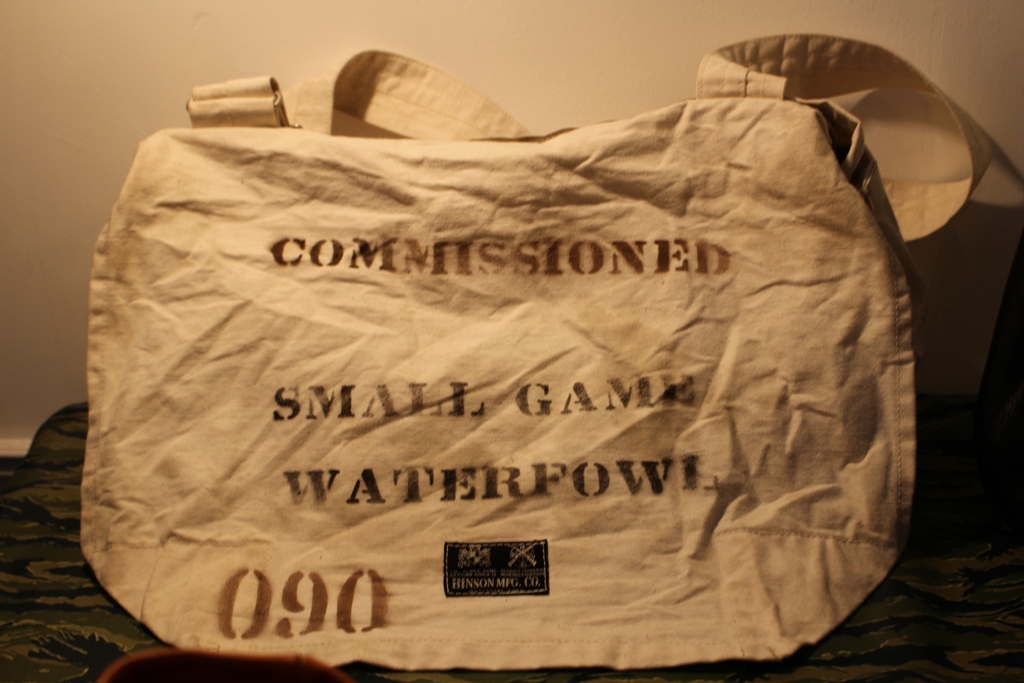 COMMISSIONED
SMALL GAME
WATERFOWL
090
HINSON MFG. CO.